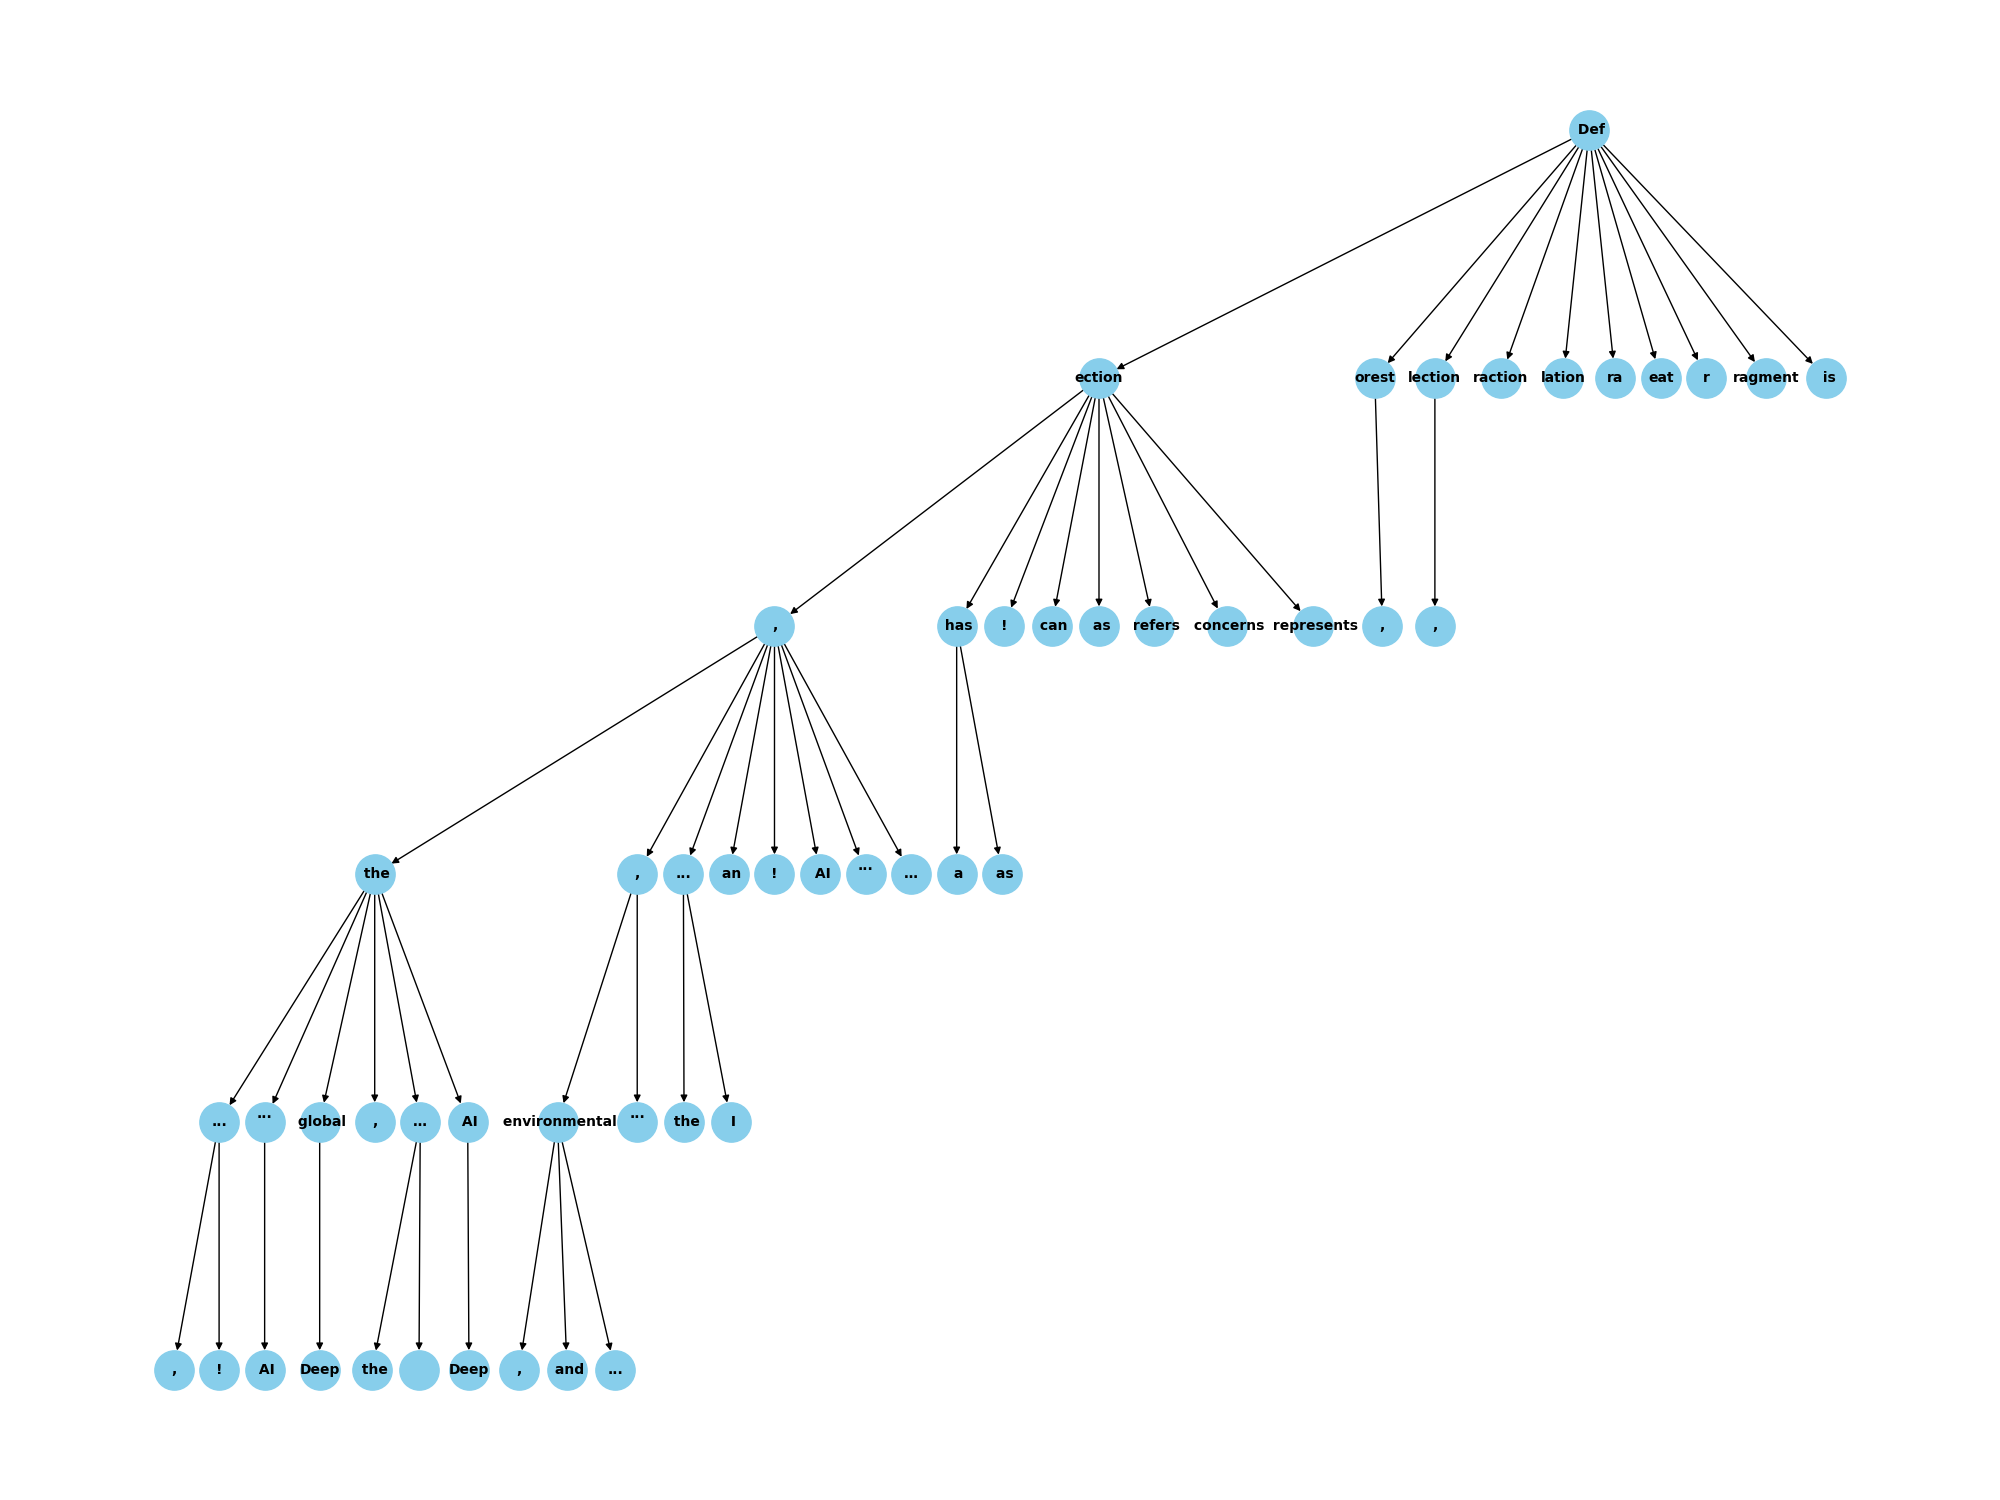 Def
ection orest lection raction lation ra eat r ragment is
, has ! can as refers concerns represents , ,
the , ... an ! AI ... ... a as
... ... global , ... AI environmental ... the I
, ! AI Deep the Deep , and ...